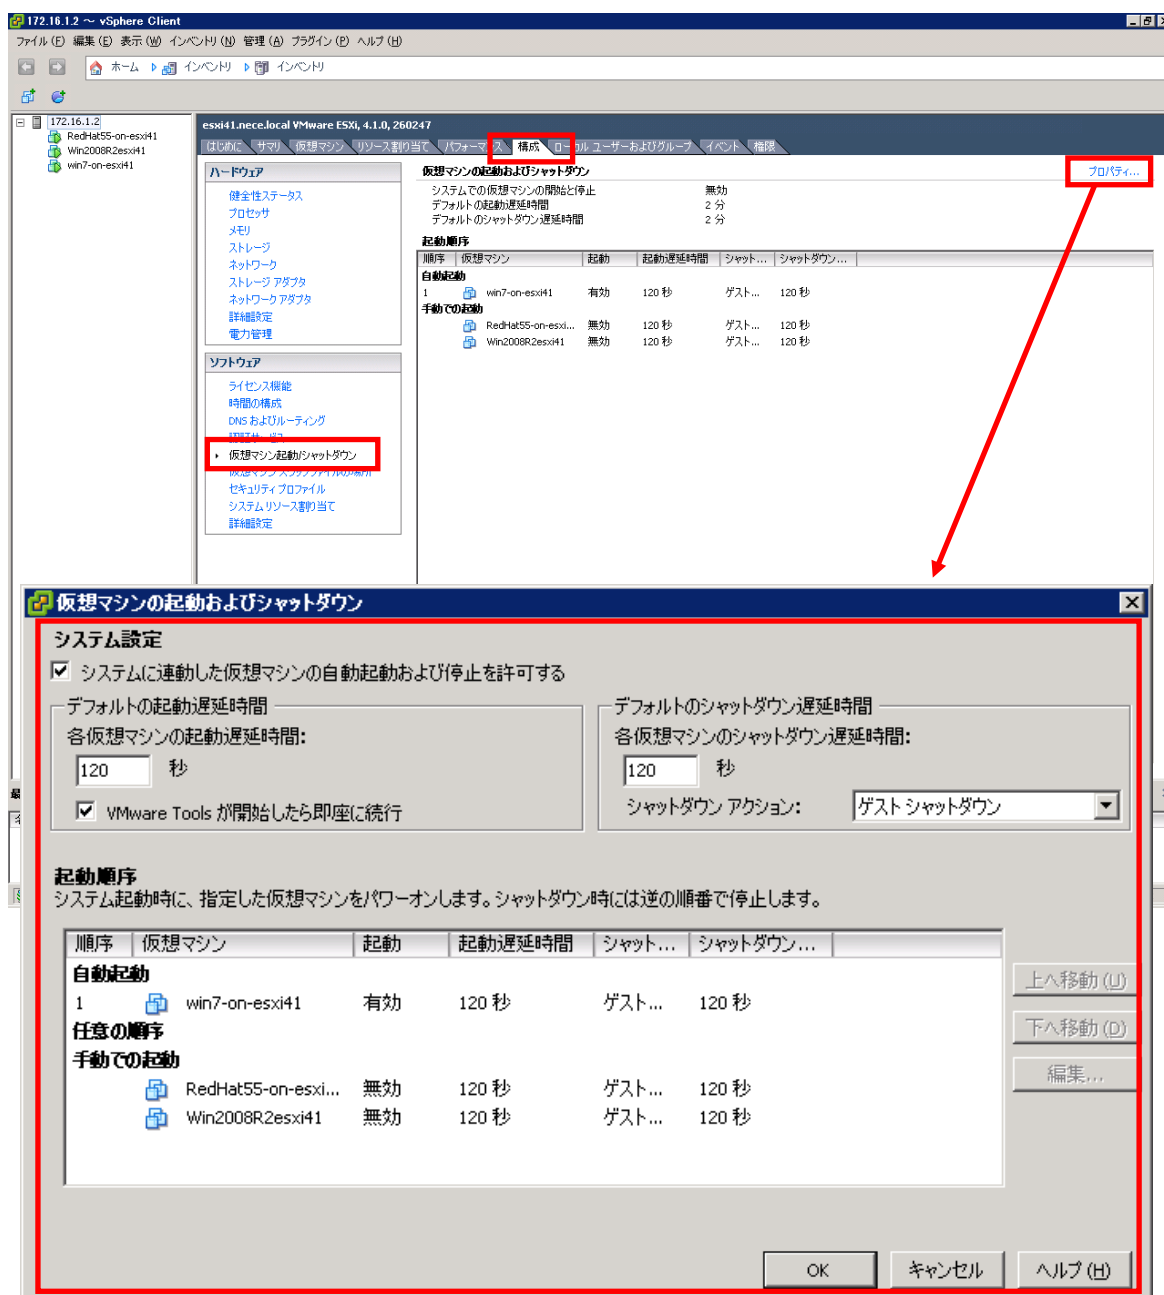 172.16.1.2 ～ vSphere Client
ファイル (F) 編集 (E) 表示 (W) インベントリ (N) 管理 (A) プラグイン (P) ヘルプ (H)
ホーム インベントリ インベントリ
172.16.1.2
RedHat55-on-esxi41
Win2008R2esxi41
win7-on-esxi41
esxi41.nece.local VMware ESXi, 4.1.0, 260247
はじめに サマリ 仮想マシン リソース割り当て パフォーマンス 構成 ローカル ユーザーおよびグループ イベント 権限
ハードウェア
健全性ステータス
プロセッサ
メモリ
ストレージ
ネットワーク
ストレージ アダプタ
ネットワーク アダプタ
詳細設定
電力管理
ソフトウェア
ライセンス機能
時間の構成
DNS およびルーティング
認証サービス
仮想マシン起動/シャットダウン
仮想マシン スワップファイルの場所
セキュリティ プロファイル
システム リソース割り当て
詳細設定
仮想マシンの起動およびシャットダウン
プロパティ...
システムでの仮想マシンの開始と停止 無効
デフォルトの起動遅延時間 2 分
デフォルトのシャットダウン遅延時間 2 分
起動順序
順序 仮想マシン 起動 起動遅延時間 シャット... シャットダウン...
自動起動
1 win7-on-esxi41 有効 120 秒 ゲスト... 120 秒
手動での起動
RedHat55-on-esxi... 無効 120 秒 ゲスト... 120 秒
Win2008R2esxi41 無効 120 秒 ゲスト... 120 秒
仮想マシンの起動およびシャットダウン
システム設定
システムに連動した仮想マシンの自動起動および停止を許可する
デフォルトの起動遅延時間
各仮想マシンの起動遅延時間:
120 秒
VMware Tools が開始したら即座に続行
デフォルトのシャットダウン遅延時間
各仮想マシンのシャットダウン遅延時間:
120 秒
シャットダウン アクション: ゲスト シャットダウン
起動順序
システム起動時に、指定した仮想マシンをパワーオンします。シャットダウン時には逆の順番で停止します。
順序 仮想マシン 起動 起動遅延時間 シャット... シャットダウン...
自動起動
1 win7-on-esxi41 有効 120 秒 ゲスト... 120 秒
任意の順序
手動での起動
RedHat55-on-esxi... 無効 120 秒 ゲスト... 120 秒
Win2008R2esxi41 無効 120 秒 ゲスト... 120 秒
上へ移動 (U)
下へ移動 (D)
編集...
OK キャンセル ヘルプ (H)